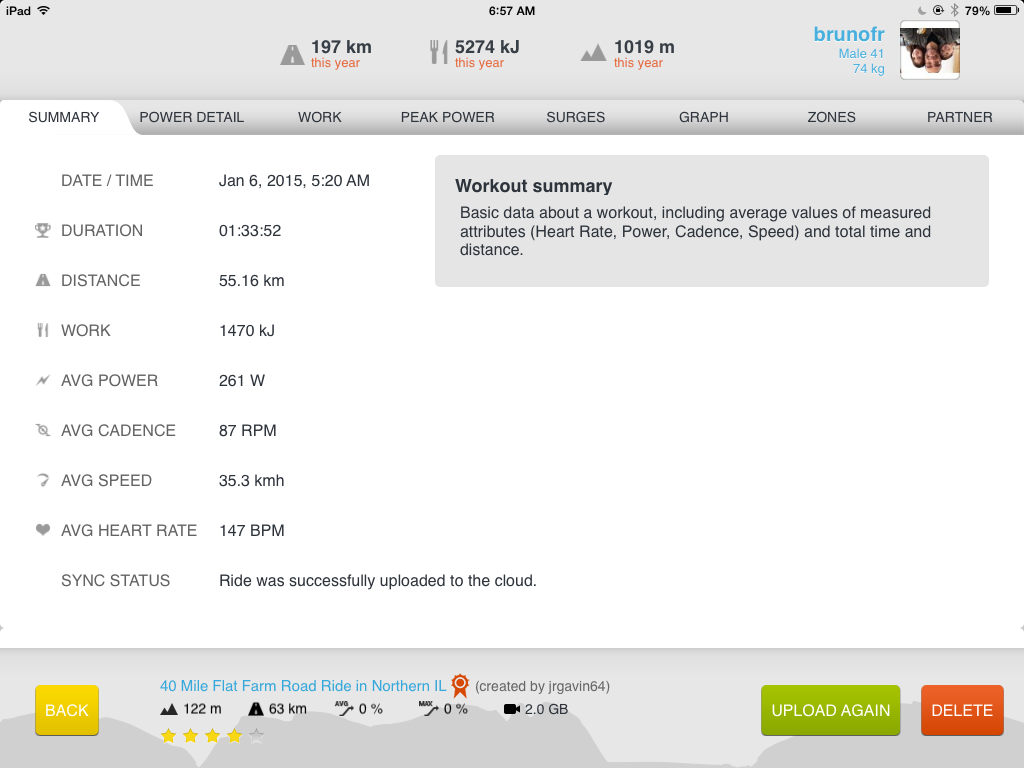 iPad 6:57 AM 79%
197 km 5274 kJ 1019 m
this year this year this year
brunofr
Male 41
74 kg
SUMMARY POWER DETAIL WORK PEAK POWER SURGES GRAPH ZONES PARTNER
DATE / TIME Jan 6, 2015, 5:20 AM
DURATION 01:33:52
DISTANCE 55.16 km
WORK 1470 kJ
AVG POWER 261 W
AVG CADENCE 87 RPM
AVG SPEED 35.3 kmh
AVG HEART RATE 147 BPM
SYNC STATUS Ride was successfully uploaded to the cloud.
Workout summary
Basic data about a workout, including average values of measured
attributes (Heart Rate, Power, Cadence, Speed) and total time and
distance.
BACK
40 Mile Flat Farm Road Ride in Northern IL (created by jrgavin64)
122 m 63 km AVG 0 % MAX 0 % 2.0 GB
UPLOAD AGAIN
DELETE